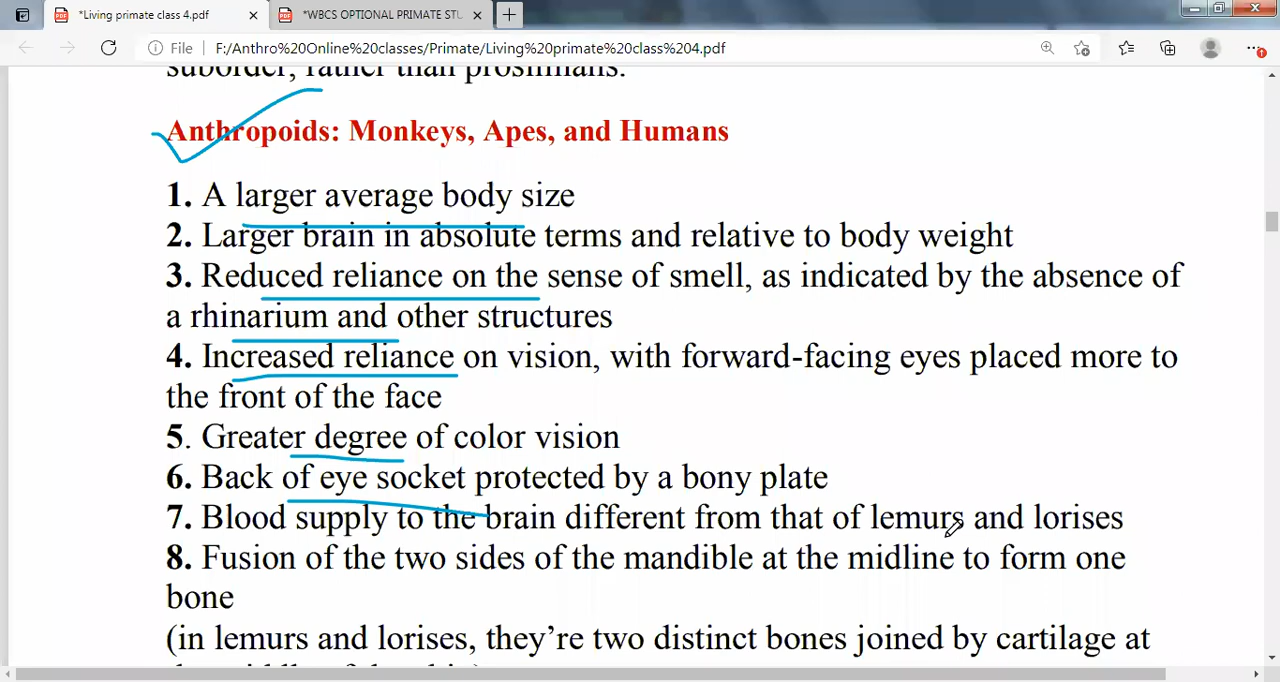 *Living primate class 4.pdf
*WBCS OPTIONAL PRIMATE STU
File
F:/Anthro%20Online%20classes/Primate/Living%20primate%20class%204.pdf
suborder, rather than prosimians.
Anthropoids: Monkeys, Apes, and Humans
1. A larger average body size
2. Larger brain in absolute terms and relative to body weight
3. Reduced reliance on the sense of smell, as indicated by the absence of
a rhinarium and other structures
4. Increased reliance on vision, with forward-facing eyes placed more to
the front of the face
5. Greater degree of color vision
6. Back of eye socket protected by a bony plate
7. Blood supply to the brain different from that of lemurs and lorises
8. Fusion of the two sides of the mandible at the midline to form one
bone
(in lemurs and lorises, they’re two distinct bones joined by cartilage at